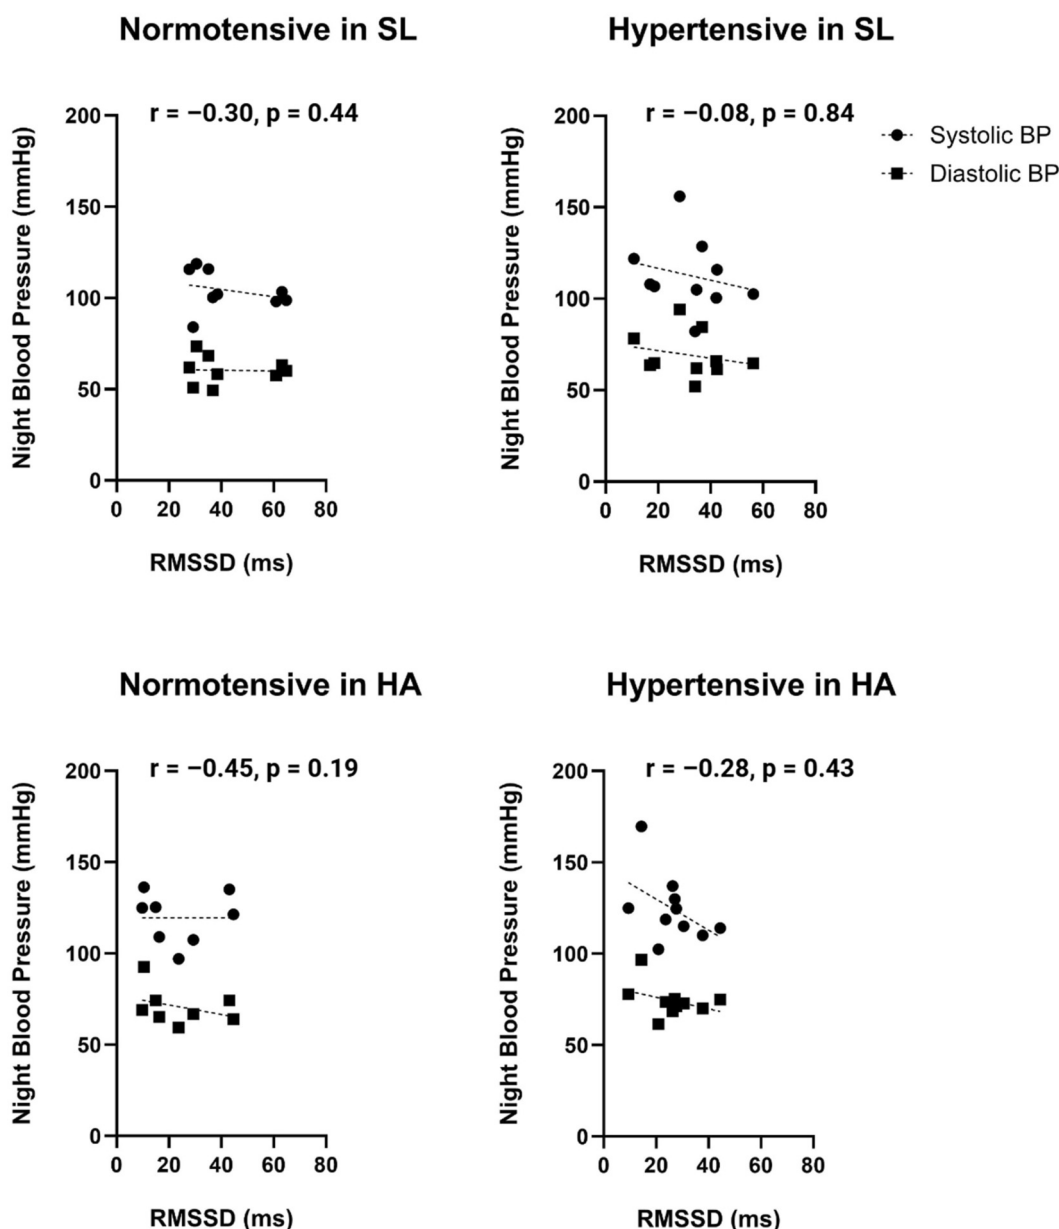 Normotensive in SL
Hypertensive in SL
r = −0.30, p = 0.44
r = −0.08, p = 0.84
Systolic BP
Diastolic BP
Night Blood Pressure (mmHg)
200
150
100
50
0
0 20 40 60 80
RMSSD (ms)
Night Blood Pressure (mmHg)
200
150
100
50
0
0 20 40 60 80
RMSSD (ms)
Normotensive in HA
Hypertensive in HA
r = −0.45, p = 0.19
r = −0.28, p = 0.43
Night Blood Pressure (mmHg)
200
150
100
50
0
0 20 40 60 80
RMSSD (ms)
Night Blood Pressure (mmHg)
200
150
100
50
0
0 20 40 60 80
RMSSD (ms)